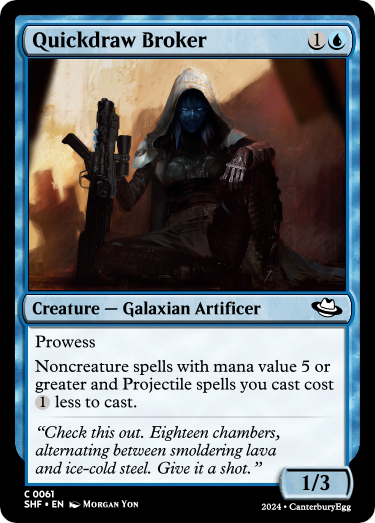 Quickdraw Broker 1
Creature — Galaxian Artificer
Prowess
Noncreature spells with mana value 5 or
greater and Projectile spells you cast cost
1 less to cast.
“Check this out. Eighteen chambers,
alternating between smoldering lava
and ice-cold steel. Give it a shot.”
1/3
C 0061
SHF • EN Morgan Yon
2024 • CanterburyEgg